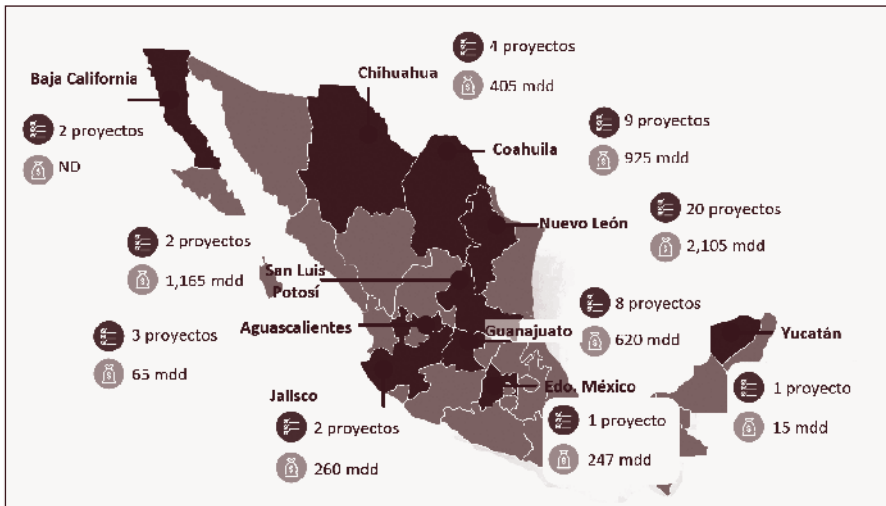 Baja California
2 proyectos
ND
Chihuahua
4 proyectos
405 mdd
Coahuila
9 proyectos
925 mdd
Nuevo León
20 proyectos
2,105 mdd
San Luis
Potosí
2 proyectos
1,165 mdd
Aguascalientes
3 proyectos
65 mdd
Guanajuato
8 proyectos
620 mdd
Yucatán
1 proyecto
15 mdd
Jalisco
2 proyectos
260 mdd
Edo. México
1 proyecto
247 mdd